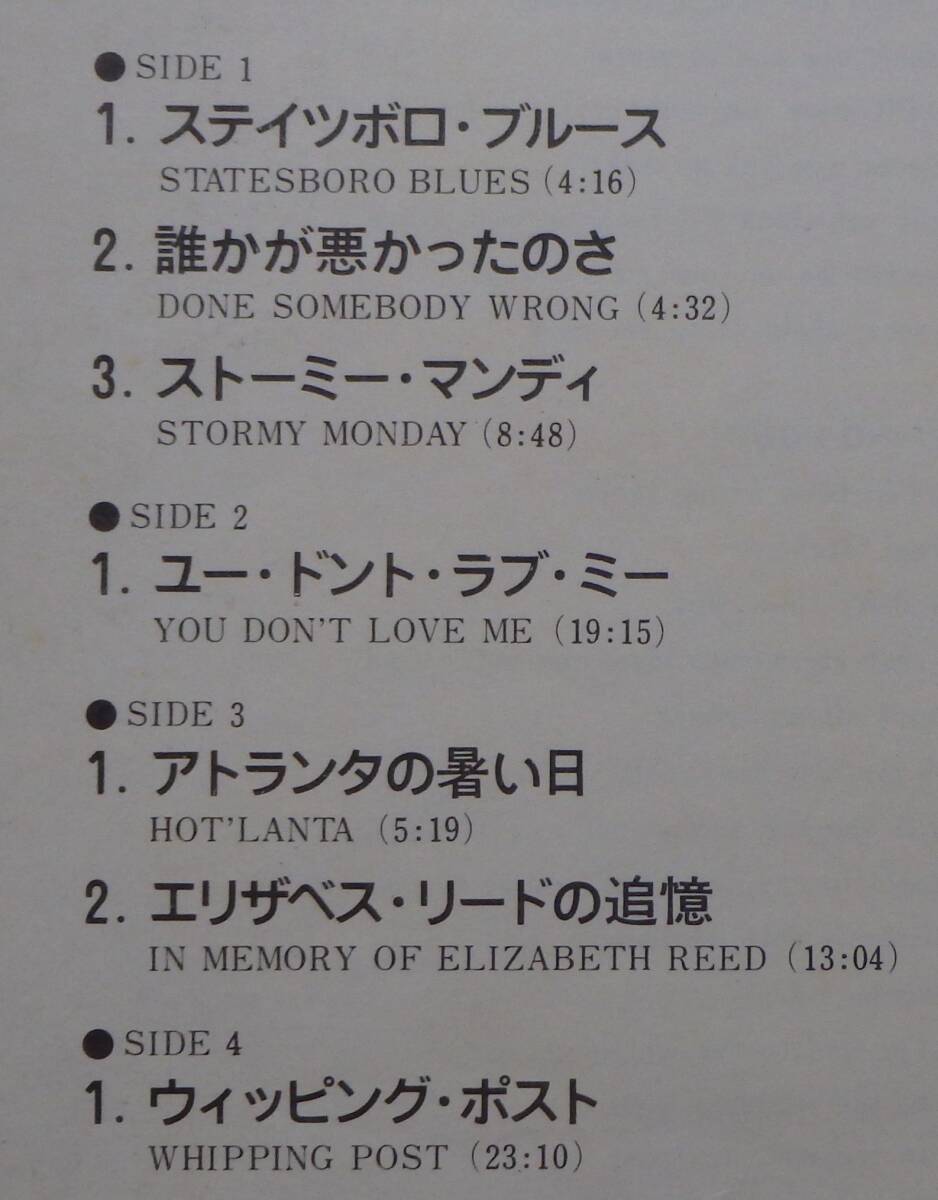 ● SIDE 1
1. ステイツボロ・ブルース
STATESBORO BLUES (4:16)
2. 誰かが悪かったのさ
DONE SOMEBODY WRONG (4:32)
3. ストーミー・マンディ
STORMY MONDAY (8:48)
● SIDE 2
1. ユー・ドント・ラブ・ミー
YOU DON'T LOVE ME (19:15)
● SIDE 3
1. アトランタの暑い日
HOT'LANTA (5:19)
2. エリザベス・リードの追憶
IN MEMORY OF ELIZABETH REED (13:04)
● SIDE 4
1. ウィッピング・ポスト
WHIPPING POST (23:10)